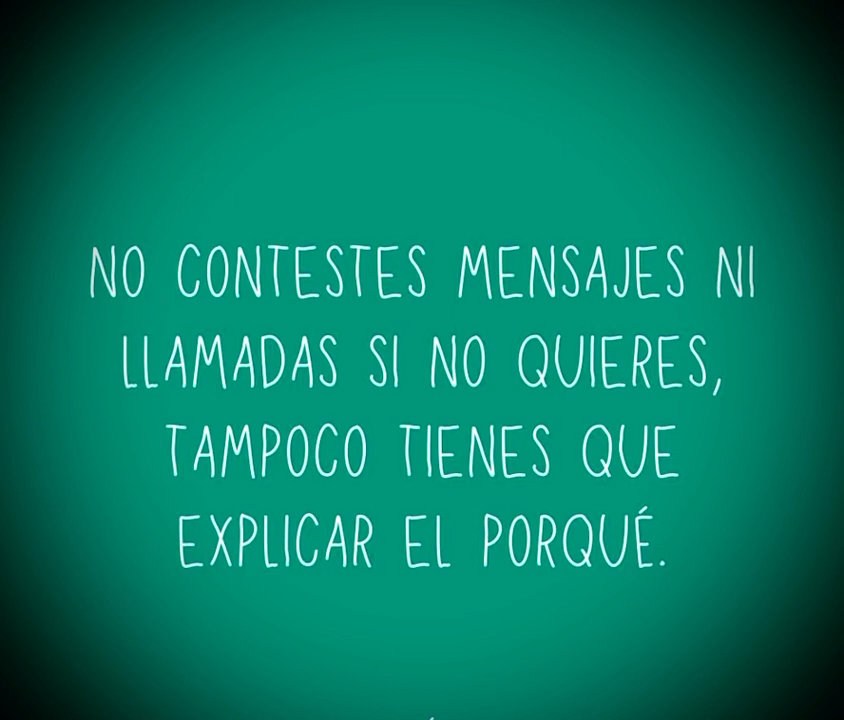 NO CONTESTES MENSAJES NI
LLAMADAS SI NO QUIERES,
TAMPOCO TIENES QUE
EXPLICAR EL PORQUÉ.